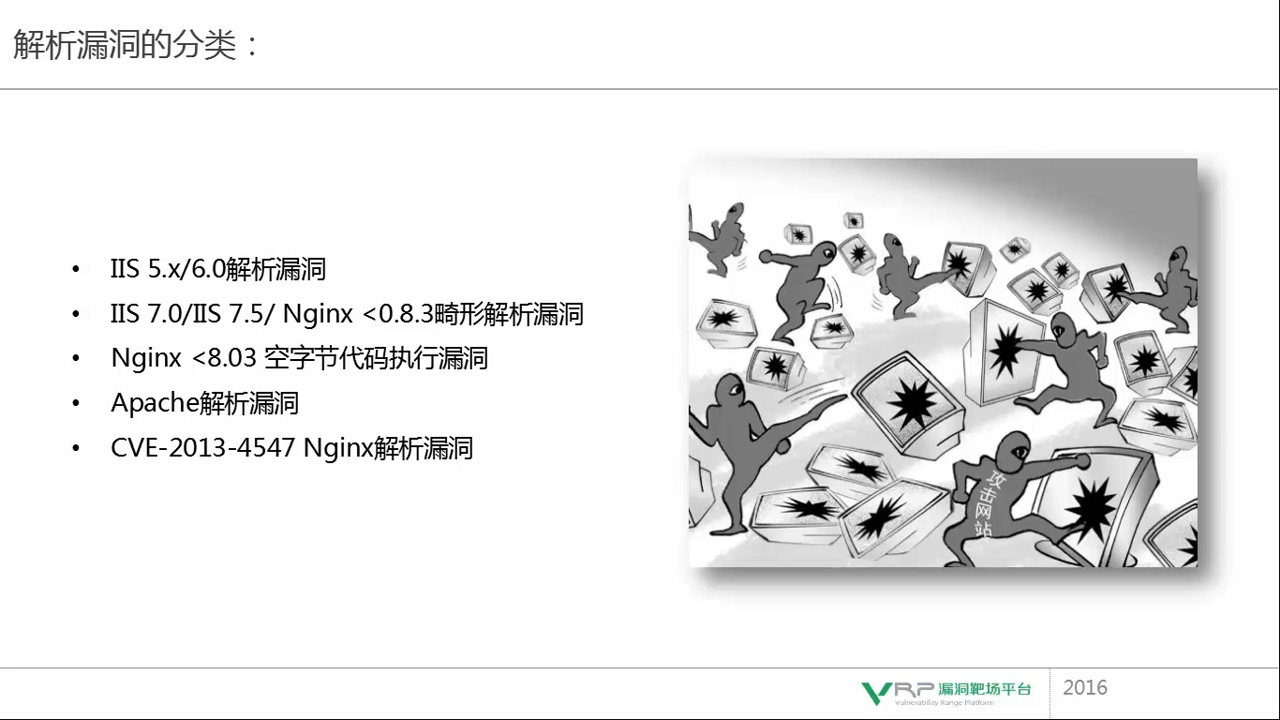 解析漏洞的分类：
• IIS 5.x/6.0解析漏洞
• IIS 7.0/IIS 7.5/ Nginx <0.8.3畸形解析漏洞
• Nginx <8.03 空字节代码执行漏洞
• Apache解析漏洞
• CVE-2013-4547 Nginx解析漏洞
攻击网站
VRP 漏洞靶场平台
Vulnerability Range Platform
2016